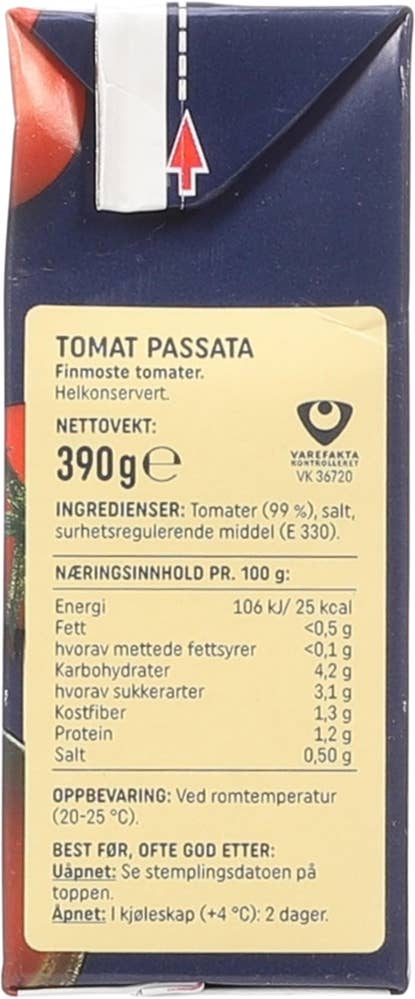 TOMAT PASSATA
Finmoste tomater.
Helkonservert.
NETTOVEKT:
390 g ℮
VAREFAKTA
KONTROLLERET
VK 36720
INGREDIENSER: Tomater (99 %), salt,
surhetsregulerende middel (E 330).
NÆRINGSINNHOLD PR. 100 g:
Energi 106 kJ/ 25 kcal
Fett <0,5 g
hvorav mettede fettsyrer <0,1 g
Karbohydrater 4,2 g
hvorav sukkerarter 3,1 g
Kostfiber 1,3 g
Protein 1,2 g
Salt 0,50 g
OPPBEVARING: Ved romtemperatur
(20-25 °C).
BEST FØR, OFTE GOD ETTER:
Uåpnet: Se stemplingsdatoen på
toppen.
Åpnet: I kjøleskap (+4 °C): 2 dager.